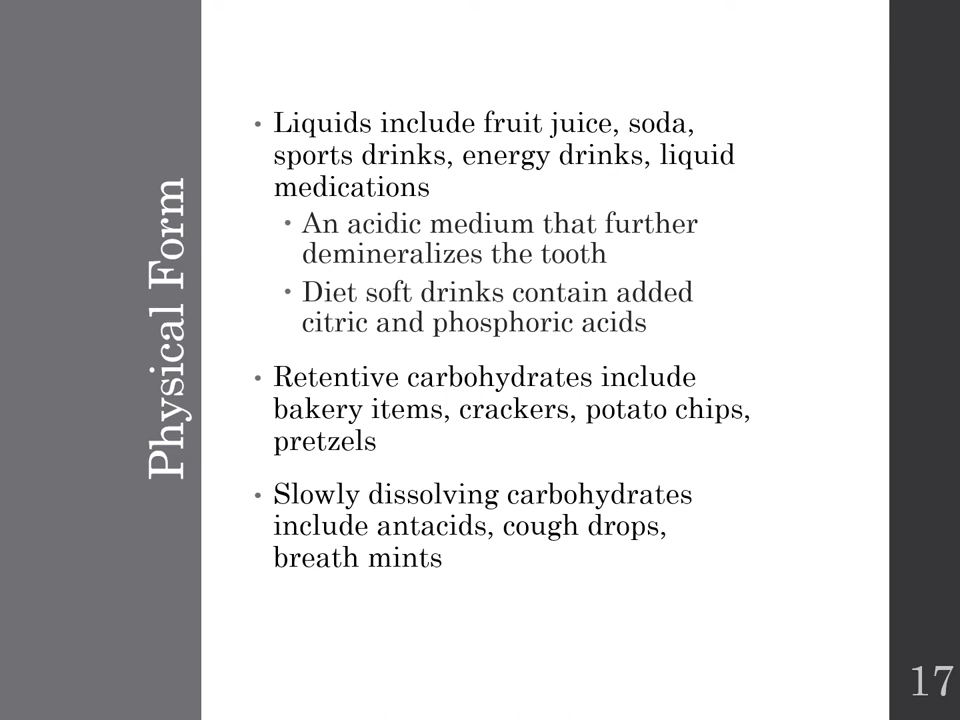 Physical Form
• Liquids include fruit juice, soda,
sports drinks, energy drinks, liquid
medications
• An acidic medium that further
demineralizes the tooth
• Diet soft drinks contain added
citric and phosphoric acids
• Retentive carbohydrates include
bakery items, crackers, potato chips,
pretzels
• Slowly dissolving carbohydrates
include antacids, cough drops,
breath mints
17